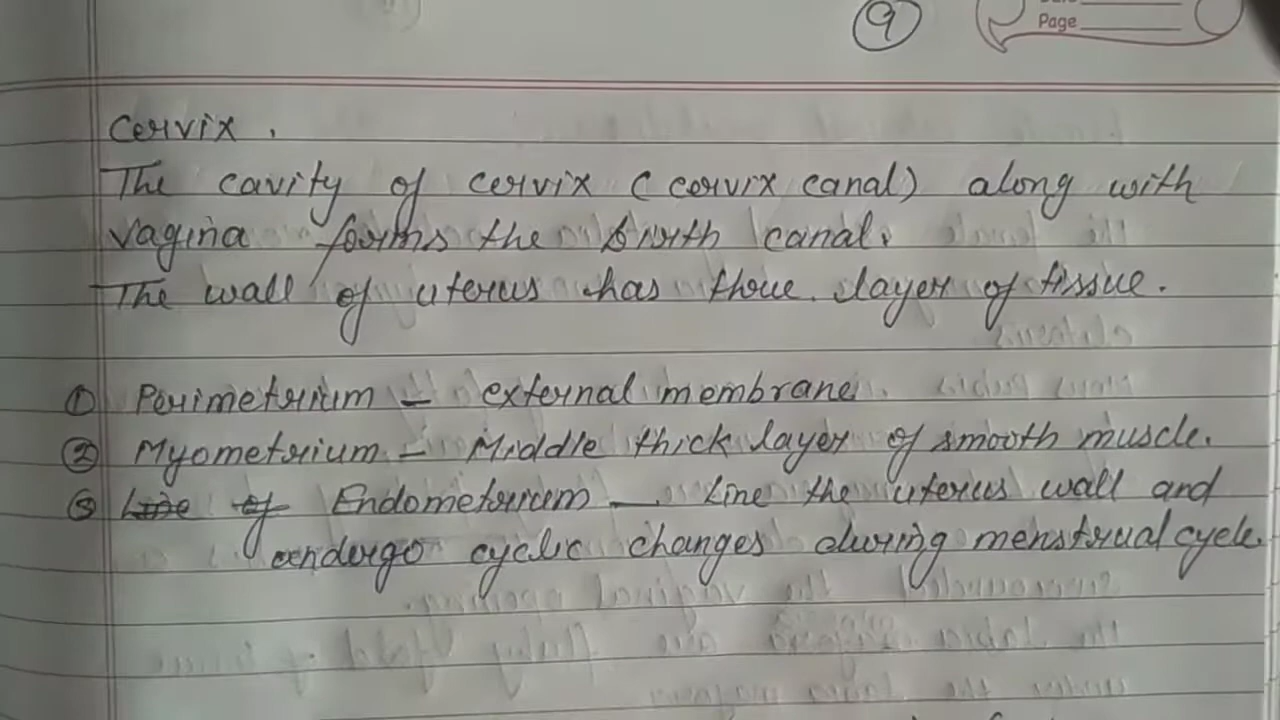 9
Page
Cervix.
The cavity of cervix (cervix canal) along with
vagina forms the birth canal.
The wall of uterus has three layer of tissue.
① Perimetrium - external membrane.
② Myometrium - Middle thick layer of smooth muscle.
③ Line of Endometrium - Line the uterus wall and
undergo cyclic changes during menstrual cycle.